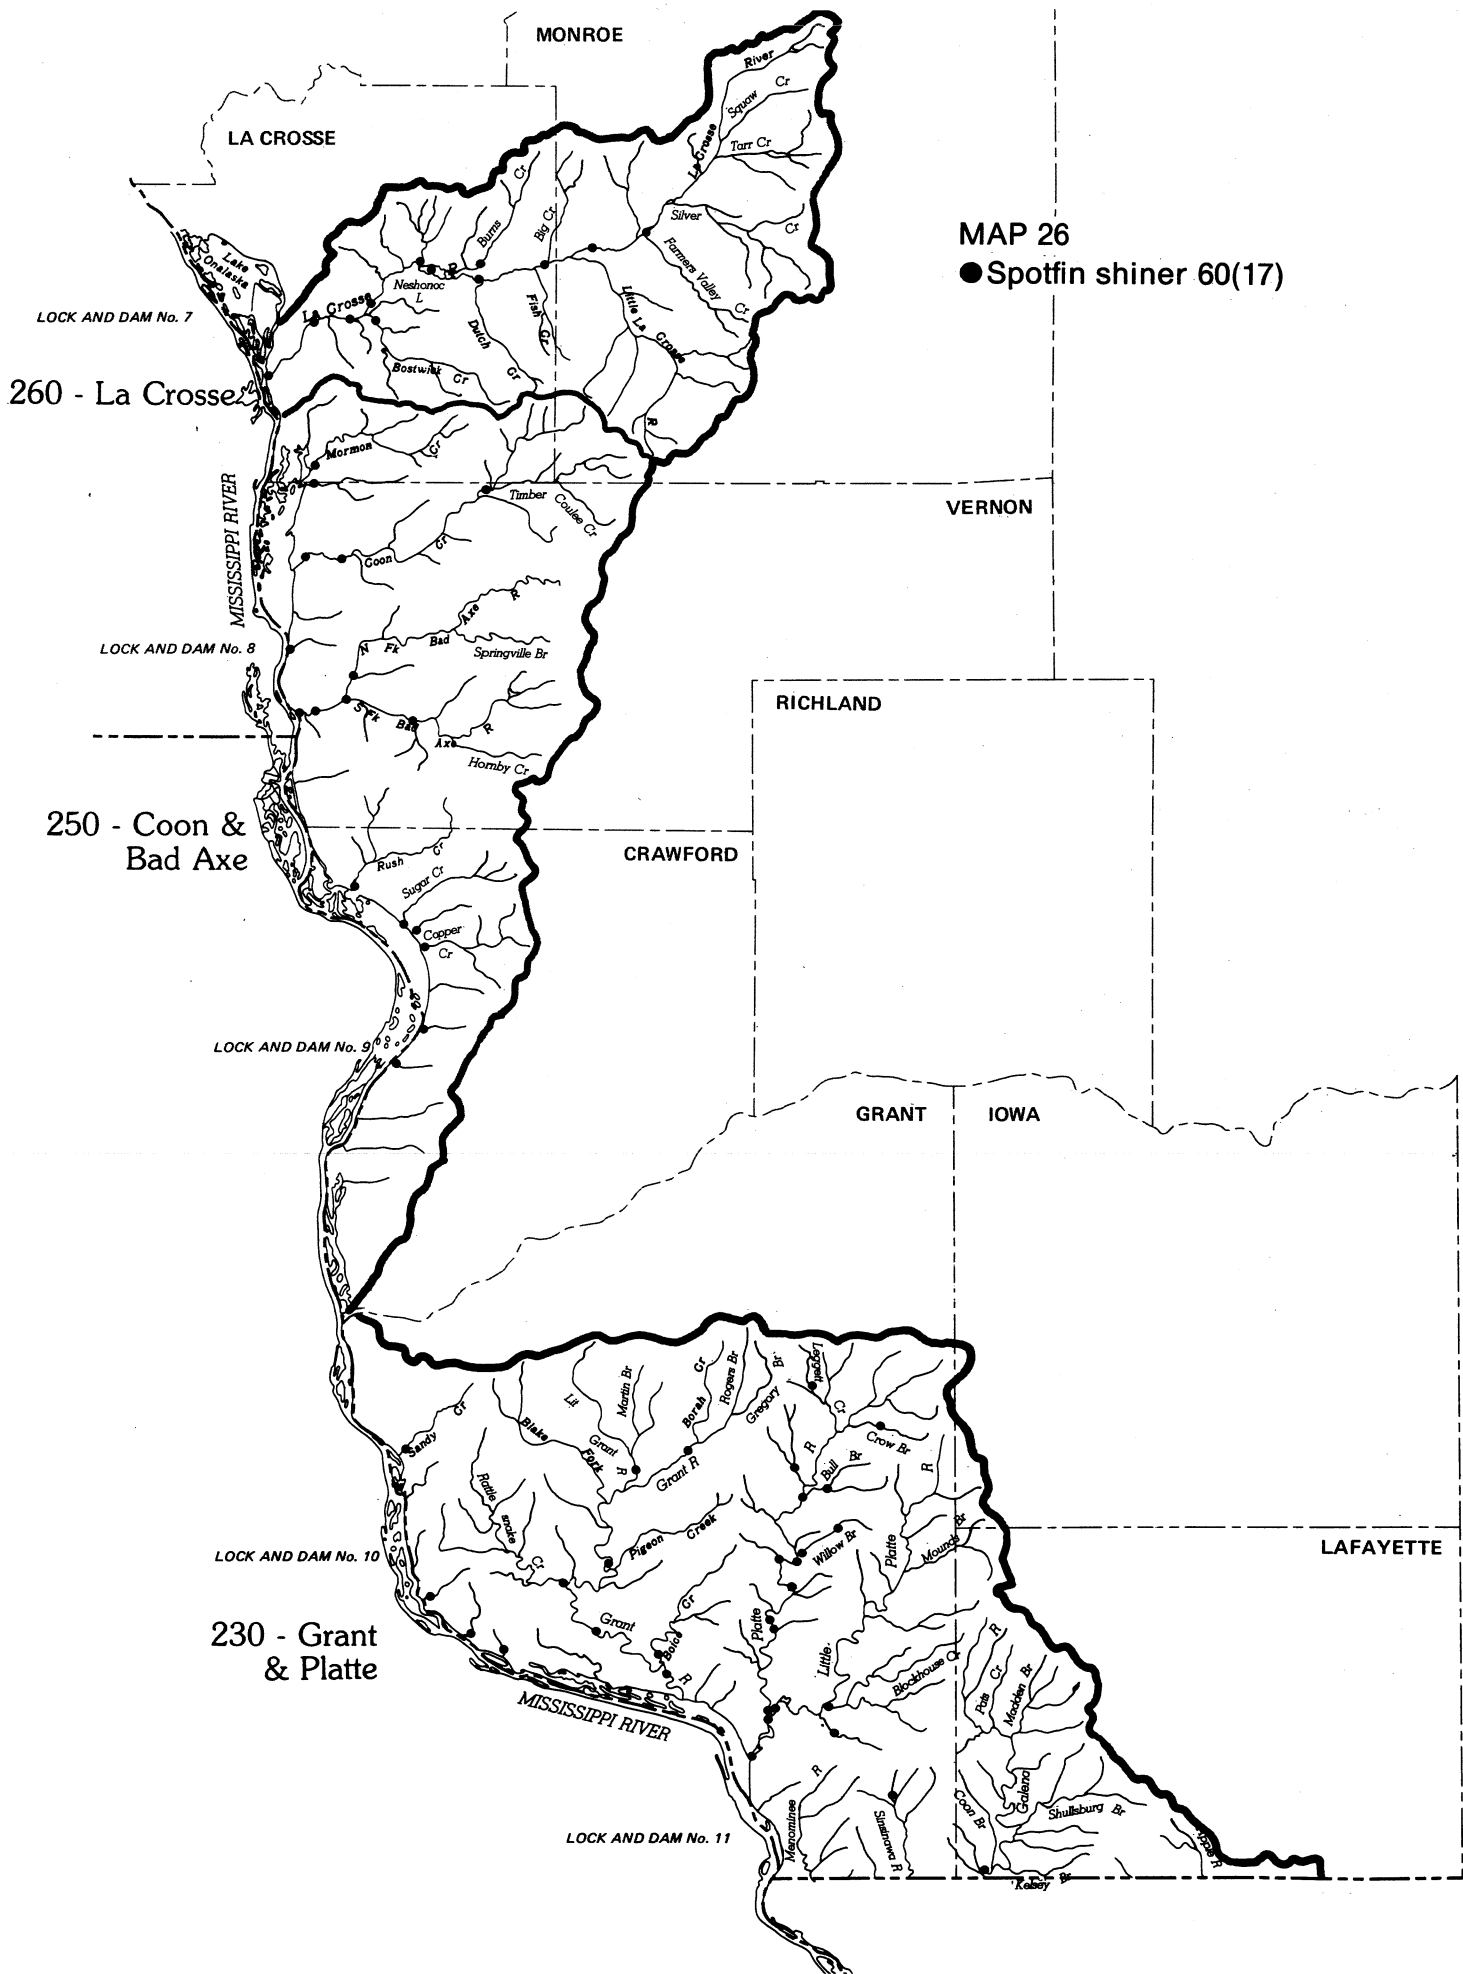 MONROE
River
Squaw Cr
LA CROSSE
La Crosse
Tarr Cr
Cr
Burns
Big Cr
Silver
Cr
MAP 26
● Spotfin shiner 60(17)
Lake
Onalaska
R
Farmers Valley
Cr
Neshonoc
L
La Crosse
Fish
Cr
Little La Crosse
LOCK AND DAM No. 7
Dutch
Cr
Bostwick Cr
260 - La Crosse
R
Mormon
Cr
MISSISSIPPI RIVER
Timber
Coulee Cr
VERNON
Coon
Cr
N Fk Bad Axe R
Springville Br
LOCK AND DAM No. 8
RICHLAND
S Fk Bad Axe R
Hornby Cr
250 - Coon &
Bad Axe
CRAWFORD
Rush
Cr
Sugar Cr
Copper
Cr
LOCK AND DAM No. 9
GRANT
IOWA
Leggett
Cr
Martin Br
Borah
Cr
Rogers Br
Gregory
Br
Lit
Grant
R
Sandy
Cr
Blake
Fork
Crow Br
R
Bull
Br
R
Rattle
snake
Cr
Grant R
Pigeon Creek
Platte
Mounds Br
Willow Br
LOCK AND DAM No. 10
LAFAYETTE
Grant
Boice
Cr
R
Platte
Little
R
230 - Grant
& Platte
Blockhouse Cr
R
Pats
Cr
Madden Br
MISSISSIPPI RIVER
R
R
Menominee
Sinsinawa R
Coon Br
Galena
Shullsburg Br
LOCK AND DAM No. 11
Apple R
Kelsey Br